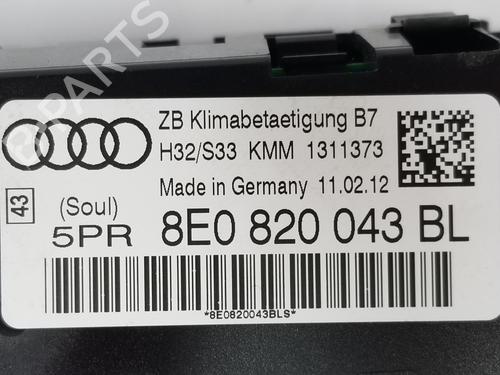 ZB Klimabetaetigung B7
H32/S33 KMM 1311373
Made in Germany 11.02.12
43
(Soul)
5PR 8E0 820 043 BL
*8E0820043BLS*
B PARTS